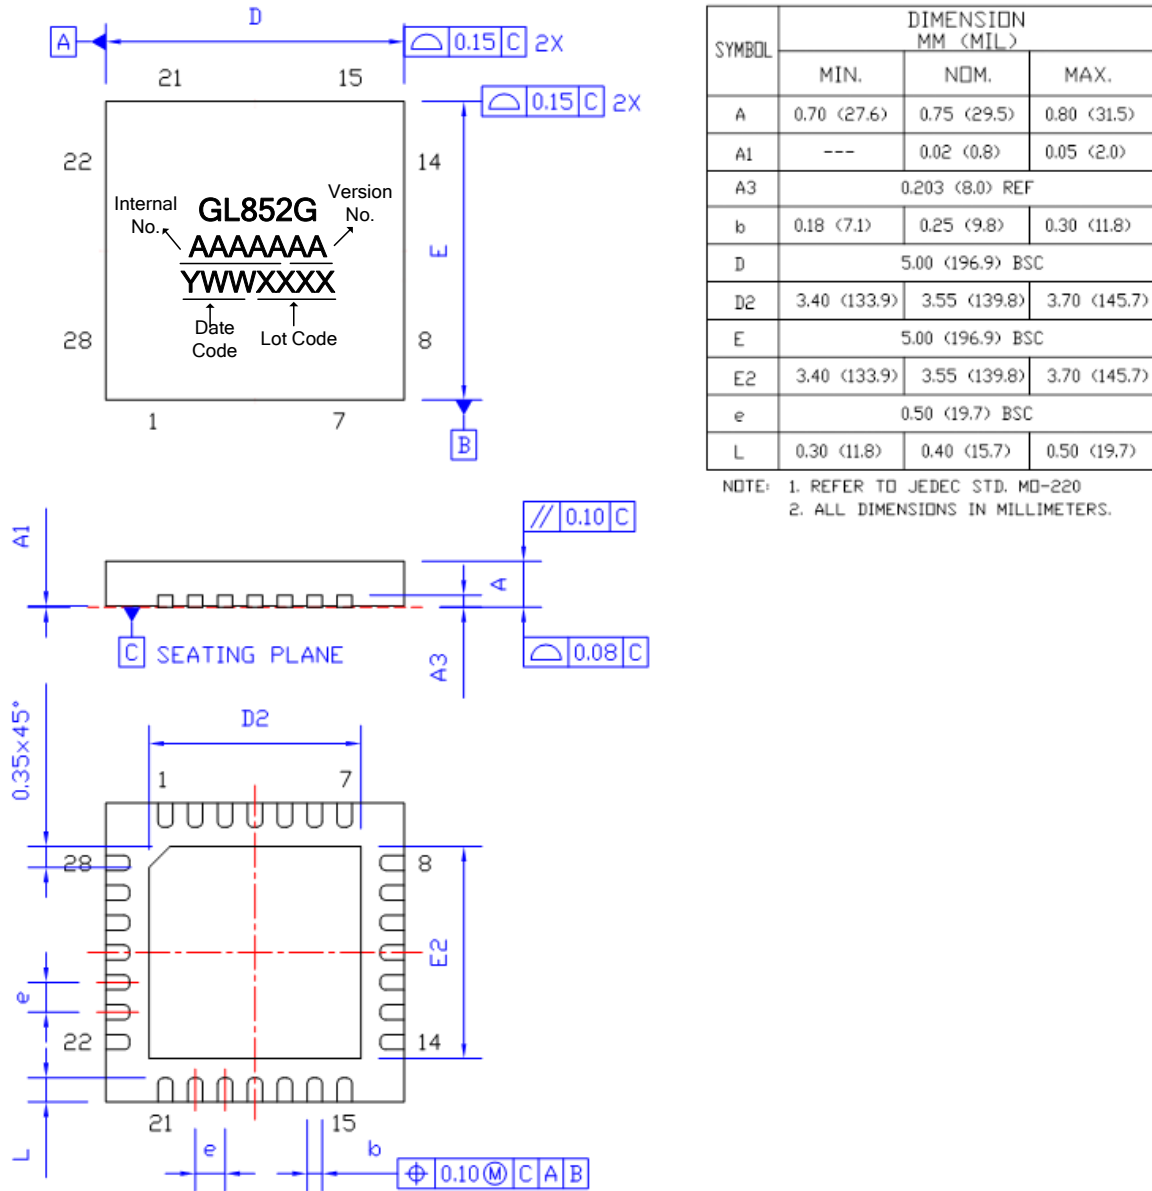 D
A
⌓ 0.15 C 2X
21 15
⌓ 0.15 C 2X
22 14
Internal No.
Version No.
GL852G
AAAAAAA
YWWXXXX
Date Code
Lot Code
E
28 8
1 7
B
SYMBOL DIMENSION MM (MIL)
MIN. NOM. MAX.
A 0.70 (27.6) 0.75 (29.5) 0.80 (31.5)
A1 --- 0.02 (0.8) 0.05 (2.0)
A3 0.203 (8.0) REF
b 0.18 (7.1) 0.25 (9.8) 0.30 (11.8)
D 5.00 (196.9) BSC
D2 3.40 (133.9) 3.55 (139.8) 3.70 (145.7)
E 5.00 (196.9) BSC
E2 3.40 (133.9) 3.55 (139.8) 3.70 (145.7)
e 0.50 (19.7) BSC
L 0.30 (11.8) 0.40 (15.7) 0.50 (19.7)
NOTE: 1. REFER TO JEDEC STD. MO-220
2. ALL DIMENSIONS IN MILLIMETERS.
A1
// 0.10 C
A
C SEATING PLANE
A3
⌓ 0.08 C
0.35x45°
D2
1 7
28 8
E2
e
22 14
21 15
L
e
b
⌖ 0.10 Ⓜ C A B